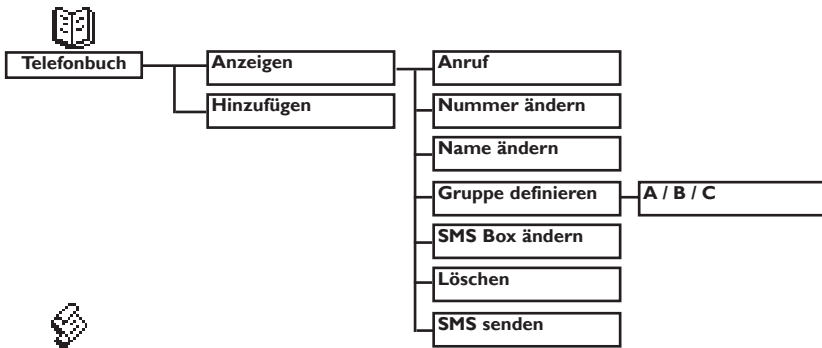 Telefonbuch
Anzeigen
Hinzufügen
Anruf
Nummer ändern
Name ändern
Gruppe definieren
A / B / C
SMS Box ändern
Löschen
SMS senden